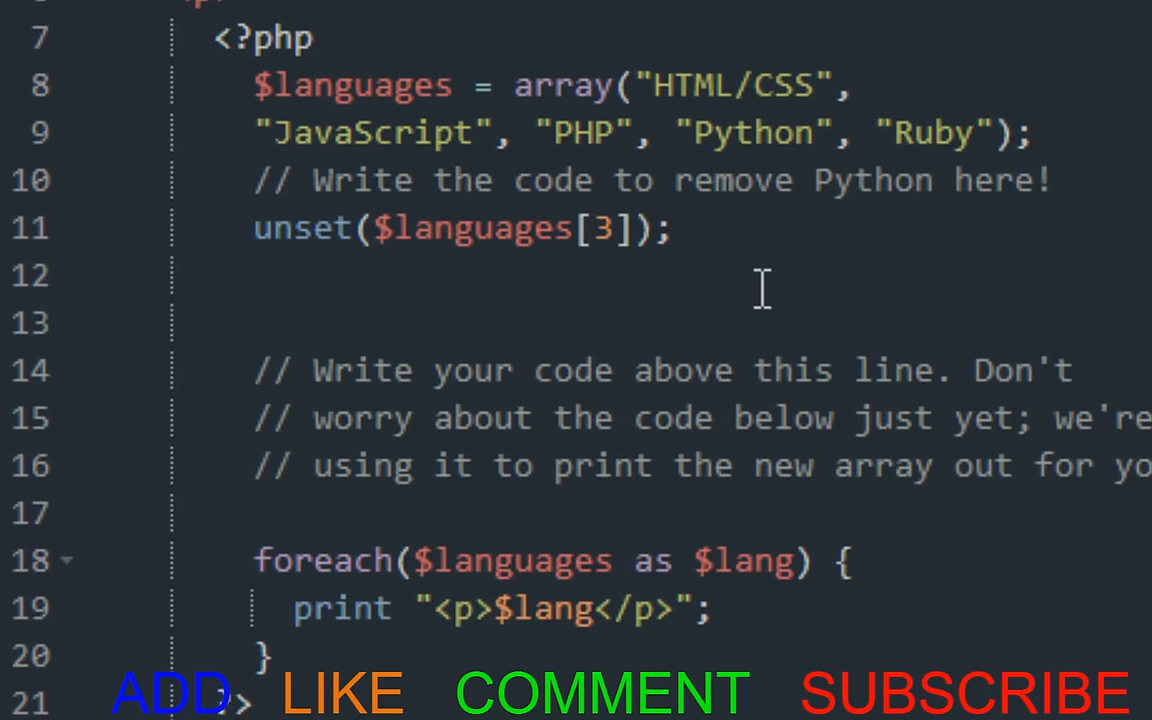 7 <?php
8 $languages = array("HTML/CSS",
9 "JavaScript", "PHP", "Python", "Ruby");
10 // Write the code to remove Python here!
11 unset($languages[3]);
12
13
14 // Write your code above this line. Don't
15 // worry about the code below just yet; we're
16 // using it to print the new array out for yo
17
18 foreach($languages as $lang) {
19 print "<p>$lang</p>";
20 }
21 ?>
ADD LIKE COMMENT SUBSCRIBE